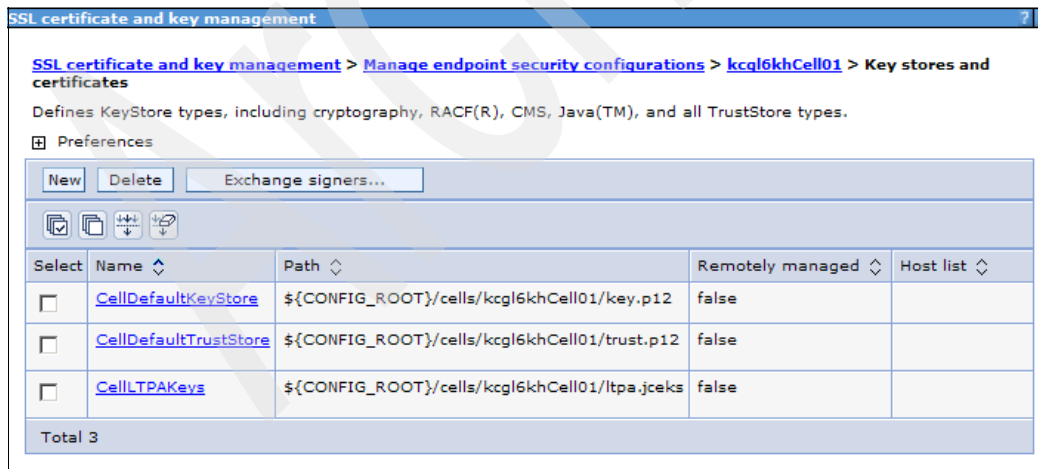 SSL certificate and key management ?
SSL certificate and key management > Manage endpoint security configurations > kcgl6khCell01 > Key stores and
certificates
Defines KeyStore types, including cryptography, RACF(R), CMS, Java(TM), and all TrustStore types.
Preferences
New Delete Exchange signers...
Select Name Path Remotely managed Host list
CellDefaultKeyStore ${CONFIG_ROOT}/cells/kcgl6khCell01/key.p12 false
CellDefaultTrustStore ${CONFIG_ROOT}/cells/kcgl6khCell01/trust.p12 false
CellLTPAKeys ${CONFIG_ROOT}/cells/kcgl6khCell01/ltpa.jceks false
Total 3